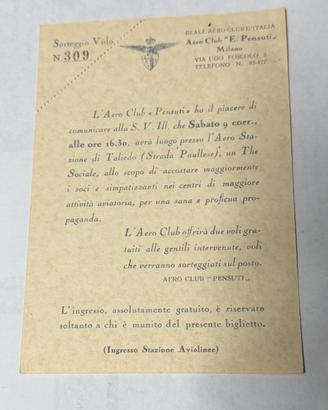 Sorteggio Volo
N. 309
REALE AERO CLUB D'ITALIA
Aero Club "E. Pensuti"
Milano
VIA UGO FOSCOLO, 3
TELEFONO N. 82-477
L'Aero Club « Pensuti » ha il piacere di
comunicare alla S. V. Ill. che Sabato 9 corr.,
alle ore 16.30, avrà luogo presso l'Aero Sta-
zione di Taliedo (Strada Paullese), un The
Sociale, allo scopo di accostare maggiormente
i soci e simpatizzanti nei centri di maggiore
attività aviatoria, per una sana e proficua pro-
paganda.
L'Aero Club offrirà due voli gra-
tuiti alle gentili intervenute, voli
che verranno sorteggiati sul posto.
AERO CLUB "PENSUTI"
L'ingresso, assolutamente gratuito, è riservato
soltanto a chi è munito del presente biglietto.
(Ingresso Stazione Aviolinee)